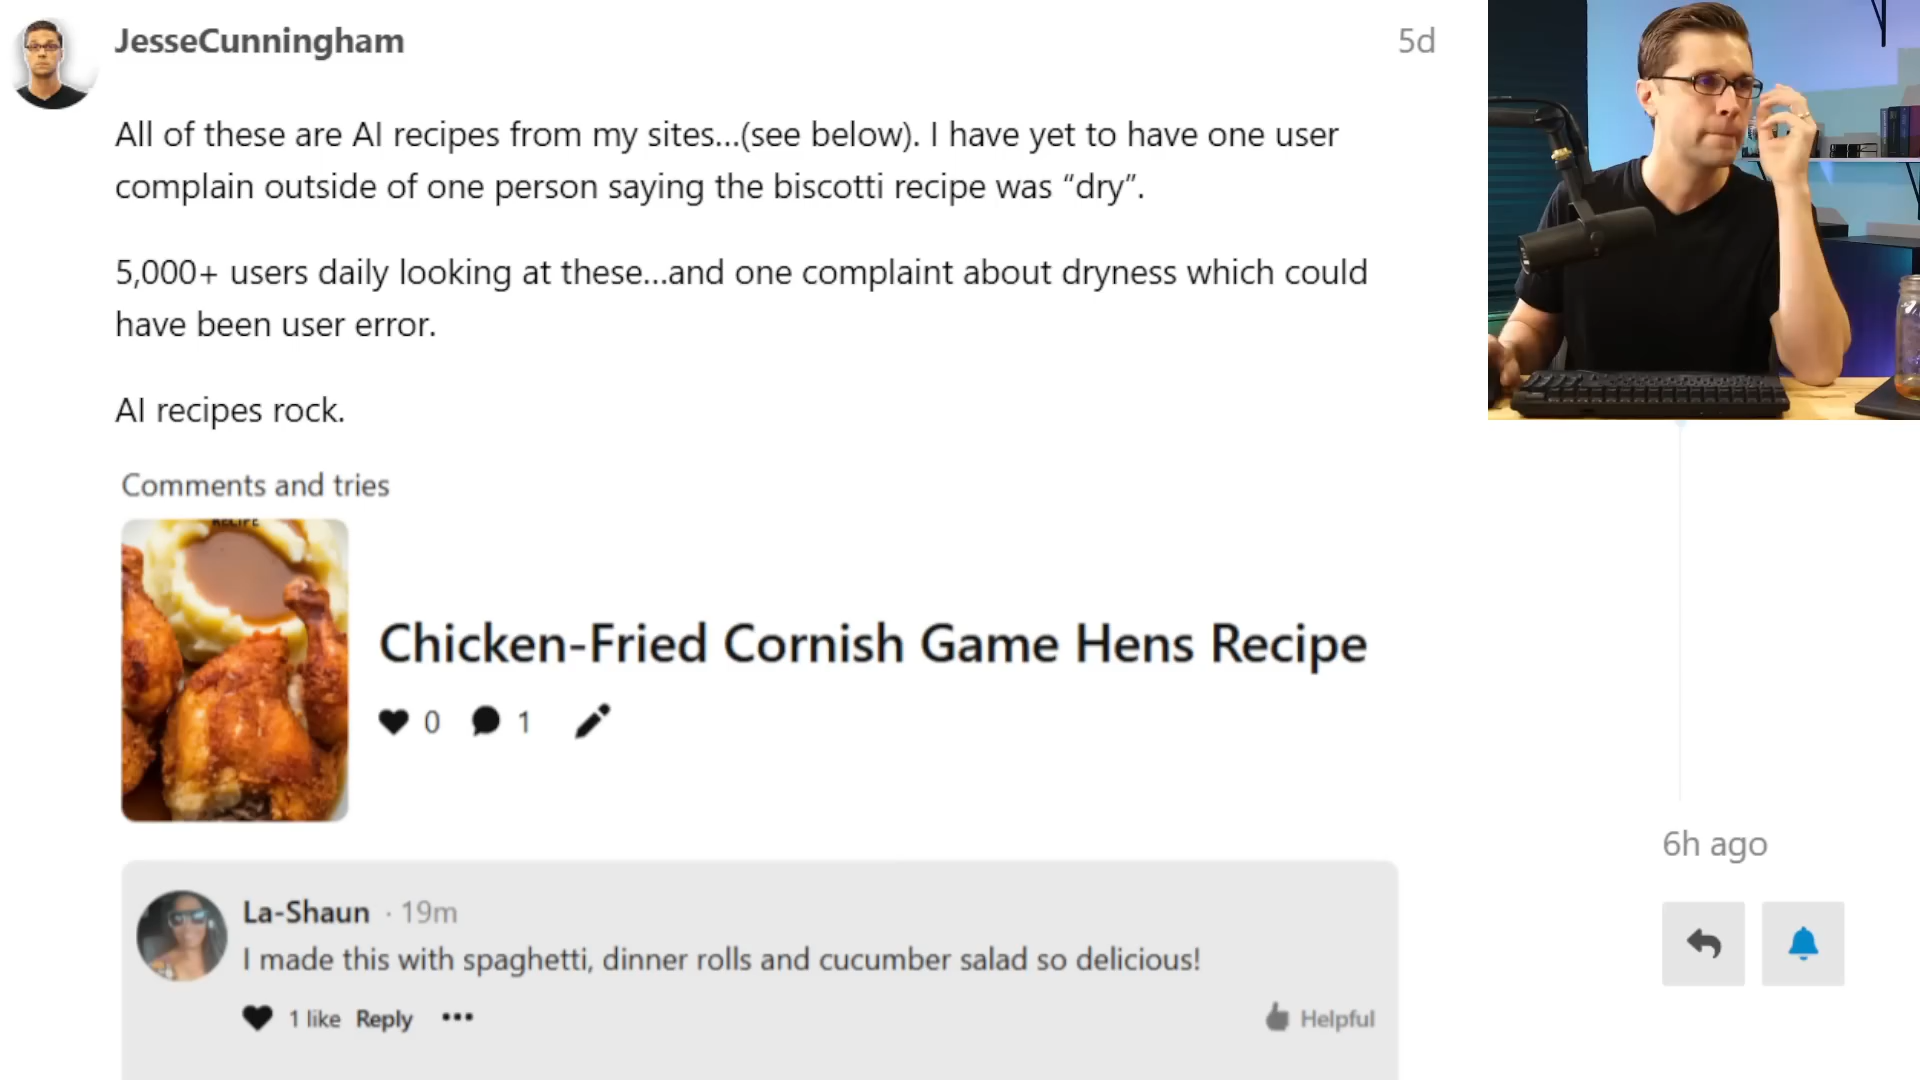 JesseCunningham
5d
All of these are AI recipes from my sites...(see below). I have yet to have one user
complain outside of one person saying the biscotti recipe was “dry”.
5,000+ users daily looking at these...and one complaint about dryness which could
have been user error.
AI recipes rock.
Comments and tries
RECIPE
Chicken-Fried Cornish Game Hens Recipe
0 1
La-Shaun · 19m
I made this with spaghetti, dinner rolls and cucumber salad so delicious!
1 like Reply ••• Helpful
6h ago